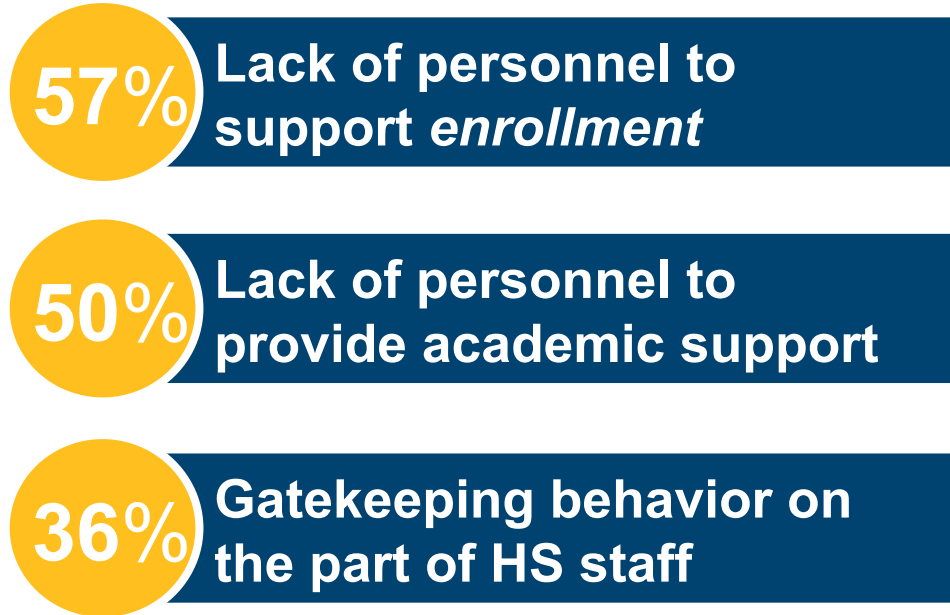 57%
Lack of personnel to
support enrollment
50%
Lack of personnel to
provide academic support
36%
Gatekeeping behavior on
the part of HS staff